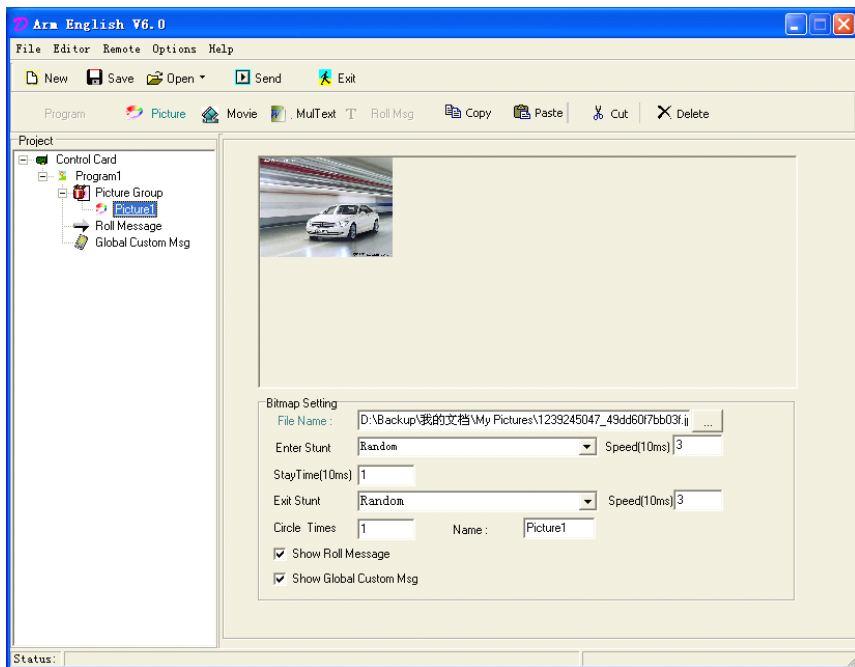 Arm English V6.0
File Editor Remote Options Help
New Save Open Send Exit
Program Picture Movie MulText T Roll Msg Copy Paste Cut Delete
Project
Control Card
Program1
Picture Group
Picture1
Roll Message
Global Custom Msg
Bitmap Setting
File Name : D:\Backup\我的文档\My Pictures\1239245047_49dd60f7bb03f.j ...
Enter Stunt Random Speed(10ms) 3
StayTime(10ms) 1
Exit Stunt Random Speed(10ms) 3
Circle Times 1 Name : Picture1
Show Roll Message
Show Global Custom Msg
Status: